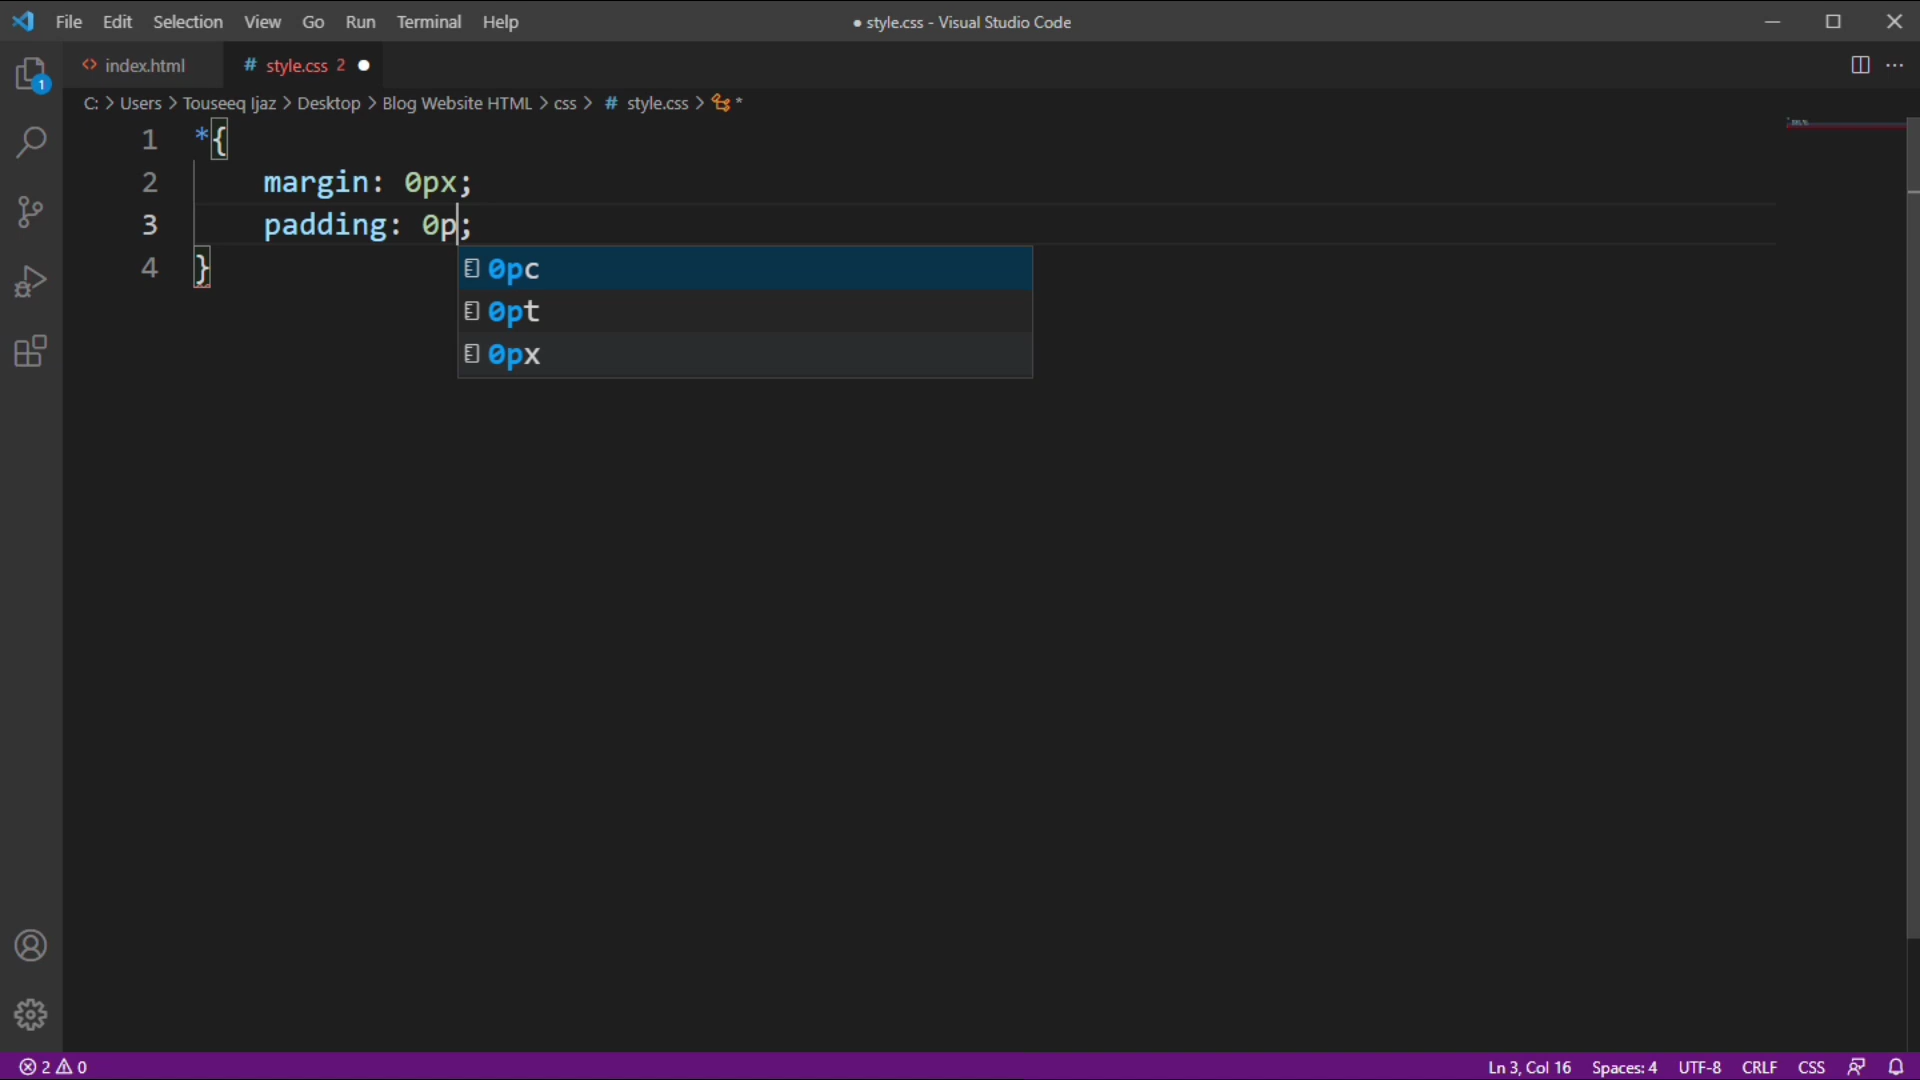 File Edit Selection View Go Run Terminal Help ● style.css - Visual Studio Code
1 index.html # style.css 2
C: > Users > Touseeq Ijaz > Desktop > Blog Website HTML > css > # style.css > *
1 *{
2 margin: 0px;
3 padding: 0p;
4 }
0pc
0pt
0px
2 0 Ln 3, Col 16 Spaces: 4 UTF-8 CRLF CSS